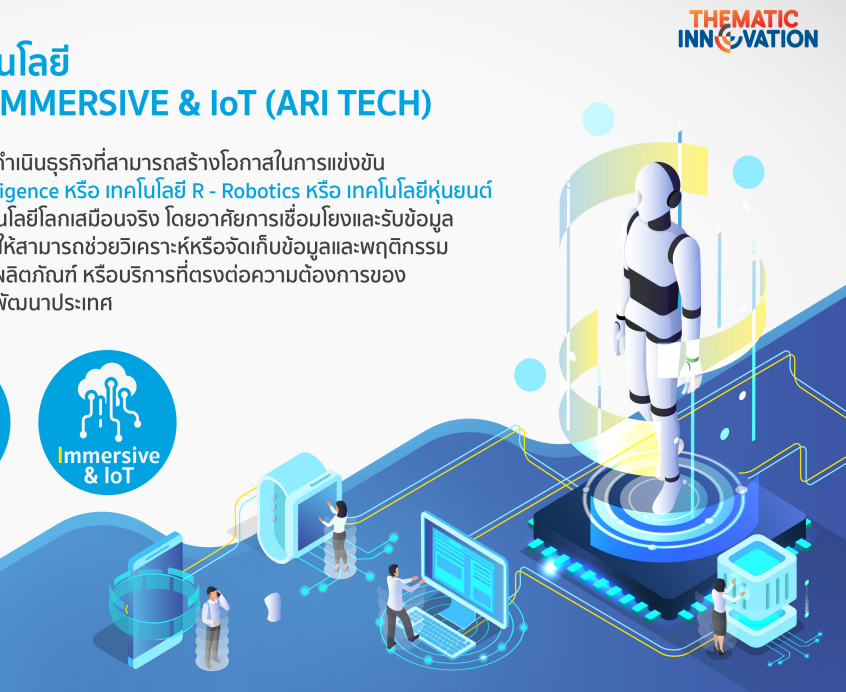 THEMATIC
INNOVATION
นโลยี
MMERSIVE & IoT (ARI TECH)
ำเนินธุรกิจที่สามารถสร้างโอกาสในการแข่งขัน
igence หรือ เทคโนโลยี R - Robotics หรือ เทคโนโลยีหุ่นยนต์
นโลยีโลกเสมือนจริง โดยอาศัยการเชื่อมโยงและรับข้อมูล
ให้สามารถช่วยวิเคราะห์หรือจัดเก็บข้อมูลและพฤติกรรม
ผลิตภัณฑ์ หรือบริการที่ตรงต่อความต้องการของ
พัฒนาประเทศ
Immersive
& IoT